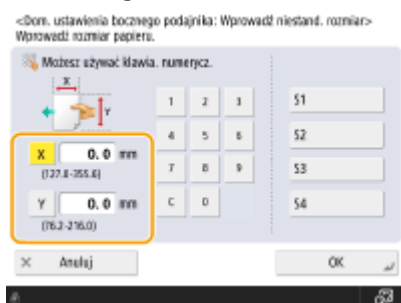 <Dom. ustawienia bocznego podajnika: Wprowadź niestand. rozmiar>
Wprowadź rozmiar papieru.
Możesz używać klawia. numerycz.
X
Y
1 2 3 S1
4 5 6 S2
X 0.0 mm
(127.0-355.6)
7 8 9 S3
Y 0.0 mm
(76.2-216.0)
C 0 S4
× Anuluj OK